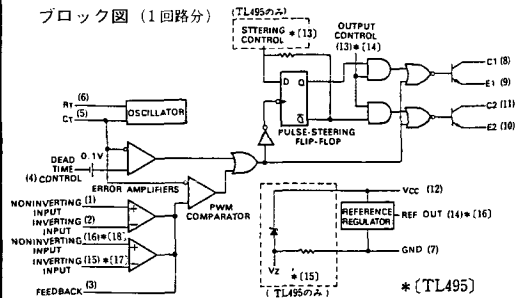 ブロック図 (1回路分)
(TL495のみ)
STTERING
CONTROL *(13)
OUTPUT
CONTROL
(13)*(14)
D Q
Q
C1 (8)
E1 (9)
C2 (11)
E2 (10)
PULSE-STEERING
FLIP-FLOP
(6)
RT
(5)
CT
OSCILLATOR
0.1V
DEAD
TIME
(4) CONTROL
ERROR AMPLIFIERS
PWM
COMPARATOR
NONINVERTING (1)
INPUT
INVERTING (2)
INPUT
NONINVERTING (16)*(18)
INPUT
INVERTING (15)*(17)
INPUT
FEEDBACK (3)
+
−
+
−
VCC (12)
REFERENCE
REGULATOR
REF OUT (14)*(16)
GND (7)
VZ
*(15)
(TL495のみ)
*[TL495]